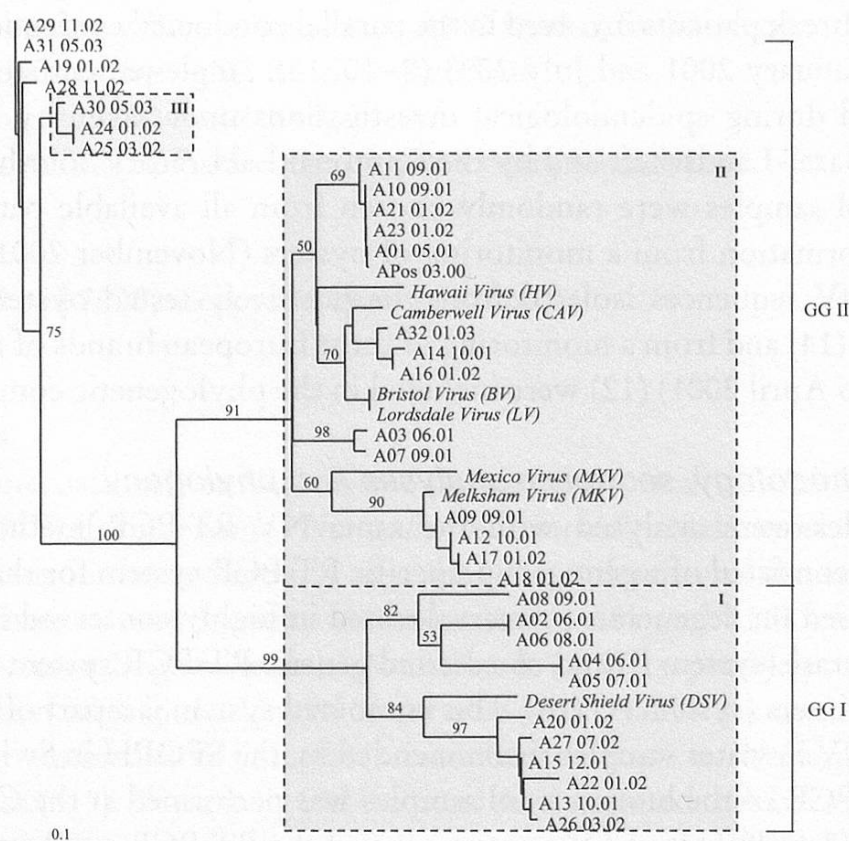 A29 11.02
A31 05.03
A19 01.02
A28 11.02
A30 05.03
III
A24 01.02
A25 03.02
A11 09.01
II
69
A10 09.01
A21 01.02
A23 01.02
50
A01 05.01
APos 03.00
Hawaii Virus (HV)
GG II
Camberwell Virus (CAV)
75
A32 01.03
70
A14 10.01
A16 01.02
Bristol Virus (BV)
91
Lordsdale Virus (LV)
98
A03 06.01
A07 09.01
Mexico Virus (MXV)
60
Melksham Virus (MKV)
90
A09 09.01
A12 10.01
100
A17 01.02
A18 01.02
A08 09.01
I
82
A02 06.01
53
A06 08.01
99
A04 06.01
A05 07.01
Desert Shield Virus (DSV)
GG I
84
A20 01.02
97
A27 07.02
A15 12.01
A22 01.02
A13 10.01
A26 03.02
0.1